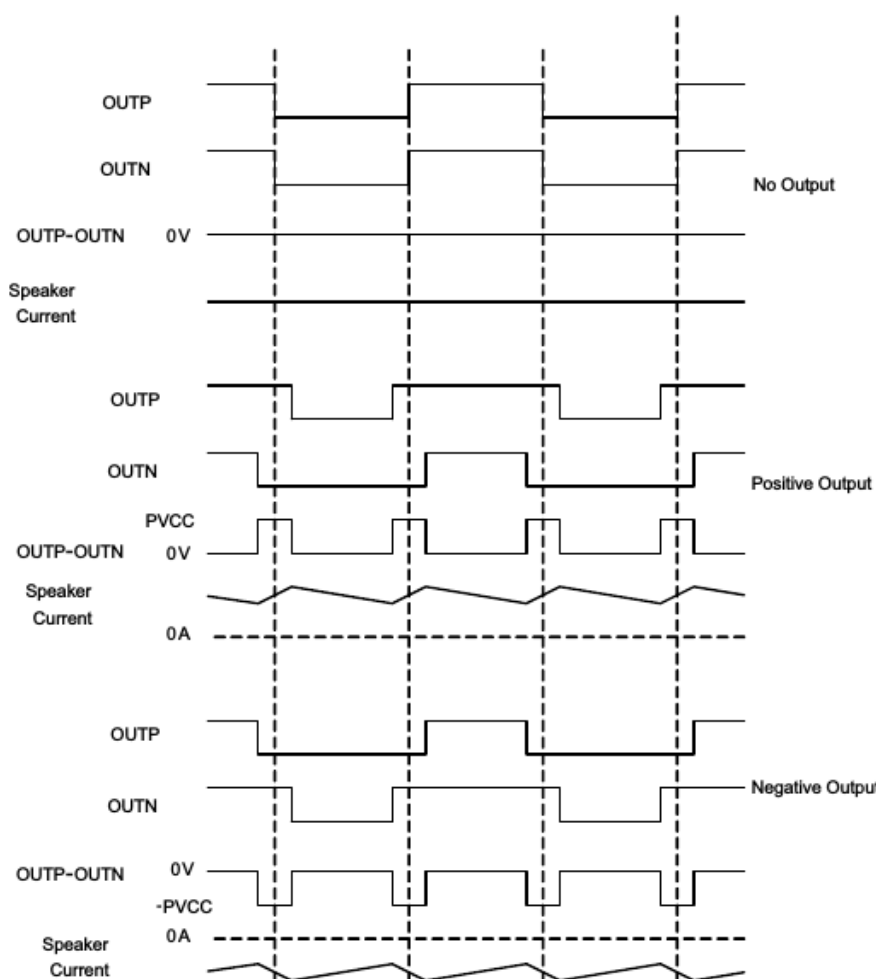 OUTP
OUTN
No Output
OUTP-OUTN 0V
Speaker
Current
OUTP
OUTN
Positive Output
PVCC
OUTP-OUTN 0V
Speaker
Current
0A
OUTP
Negative Output
OUTN
0V
OUTP-OUTN
-PVCC
0A
Speaker
Current